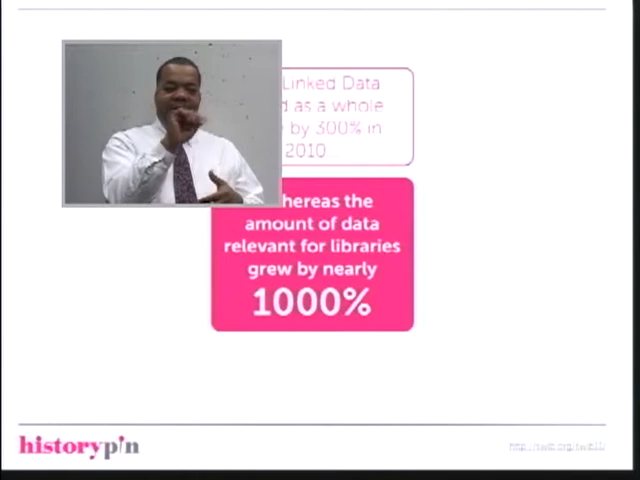 Linked Data
d as a whole
by 300% in
2010
hereas the
amount of data
relevant for libraries
grew by nearly
1000%
historypin